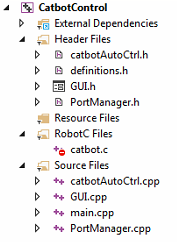 CatbotControl
External Dependencies
Header Files
catbotAutoCtrl.h
definitions.h
GUI.h
PortManager.h
Resource Files
RobotC Files
catbot.c
Source Files
catbotAutoCtrl.cpp
GUI.cpp
main.cpp
PortManager.cpp